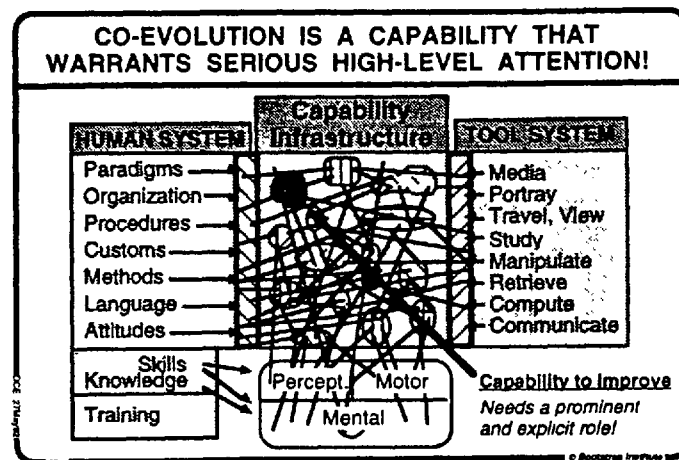 CO-EVOLUTION IS A CAPABILITY THAT
WARRANTS SERIOUS HIGH-LEVEL ATTENTION!
Capability
Infrastructure
HUMAN SYSTEM
TOOL SYSTEM
Paradigms
Organization
Procedures
Customs
Methods
Language
Attitudes
Media
Portray
Travel, View
Study
Manipulate
Retrieve
Compute
Communicate
Skills
Knowledge
Training
Percept.
Motor
Mental
Capability to Improve
Needs a prominent
and explicit role!
© Bootstrap Institute